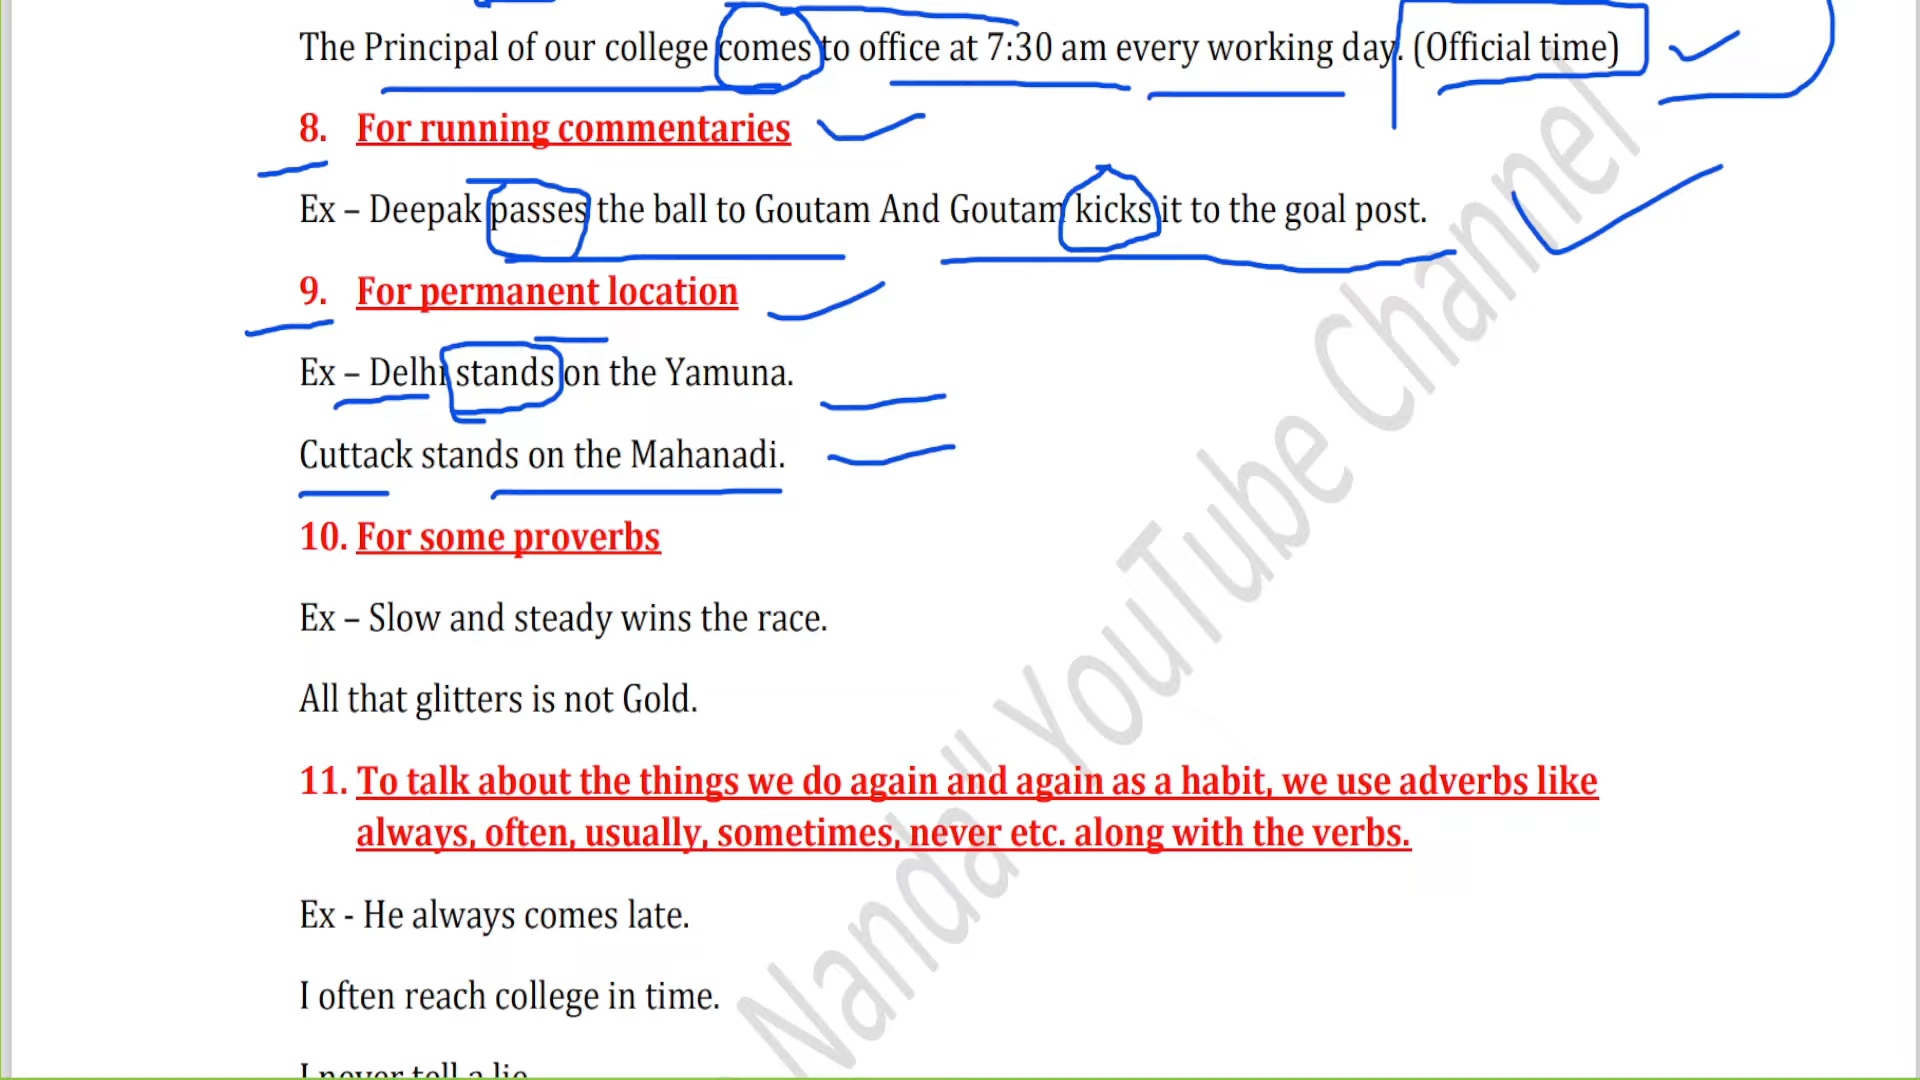 The Principal of our college comes to office at 7:30 am every working day. (Official time)
8. For running commentaries
Ex – Deepak passes the ball to Goutam And Goutam kicks it to the goal post.
9. For permanent location
Ex – Delhi stands on the Yamuna.
Cuttack stands on the Mahanadi.
10. For some proverbs
Ex – Slow and steady wins the race.
All that glitters is not Gold.
11. To talk about the things we do again and again as a habit, we use adverbs like
always, often, usually, sometimes, never etc. along with the verbs.
Ex - He always comes late.
I often reach college in time.
I never tell a lie
Nanda" YouTube Channel